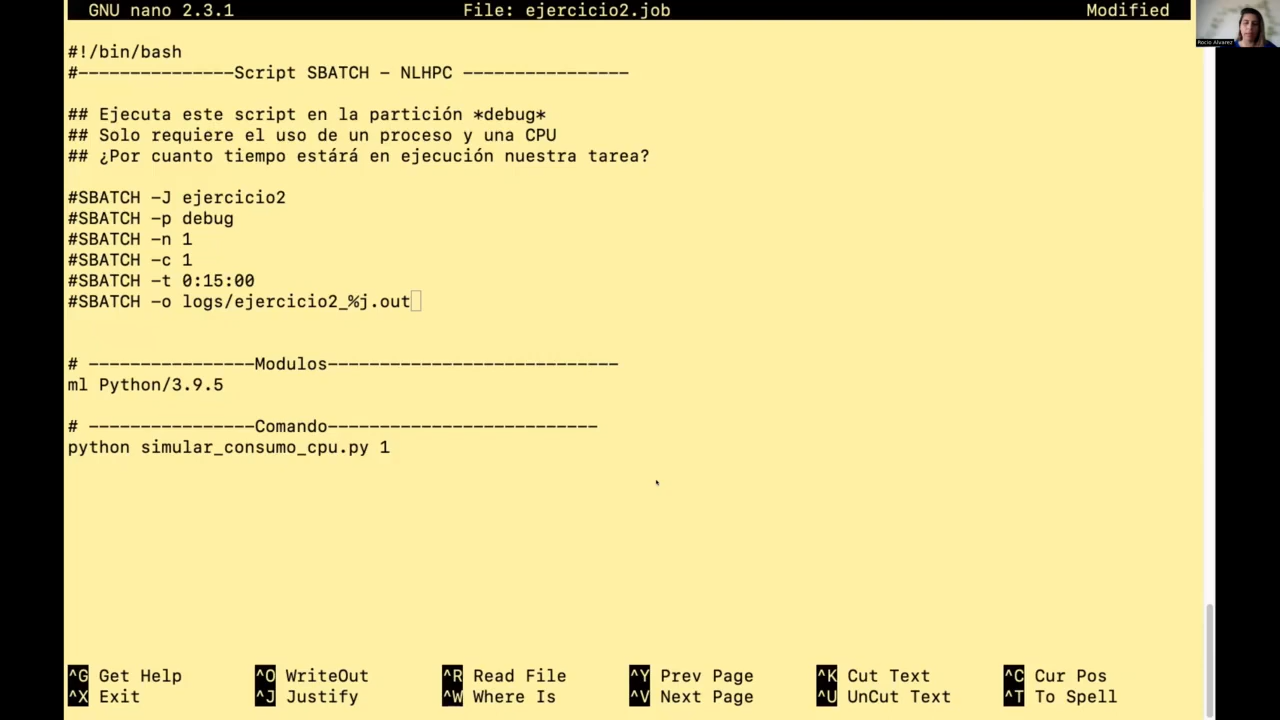 GNU nano 2.3.1 File: ejercicio2.job Modified
#!/bin/bash
#---------------Script SBATCH - NLHPC ----------------
## Ejecuta este script en la partición *debug*
## Solo requiere el uso de un proceso y una CPU
## ¿Por cuanto tiempo estárá en ejecución nuestra tarea?
#SBATCH -J ejercicio2
#SBATCH -p debug
#SBATCH -n 1
#SBATCH -c 1
#SBATCH -t 0:15:00
#SBATCH -o logs/ejercicio2_%j.out
# ----------------Modulos----------------------------
ml Python/3.9.5
# ----------------Comando--------------------------
python simular_consumo_cpu.py 1
^G Get Help ^O WriteOut ^R Read File ^Y Prev Page ^K Cut Text ^C Cur Pos
^X Exit ^J Justify ^W Where Is ^V Next Page ^U UnCut Text ^T To Spell
Rocio Alvarez